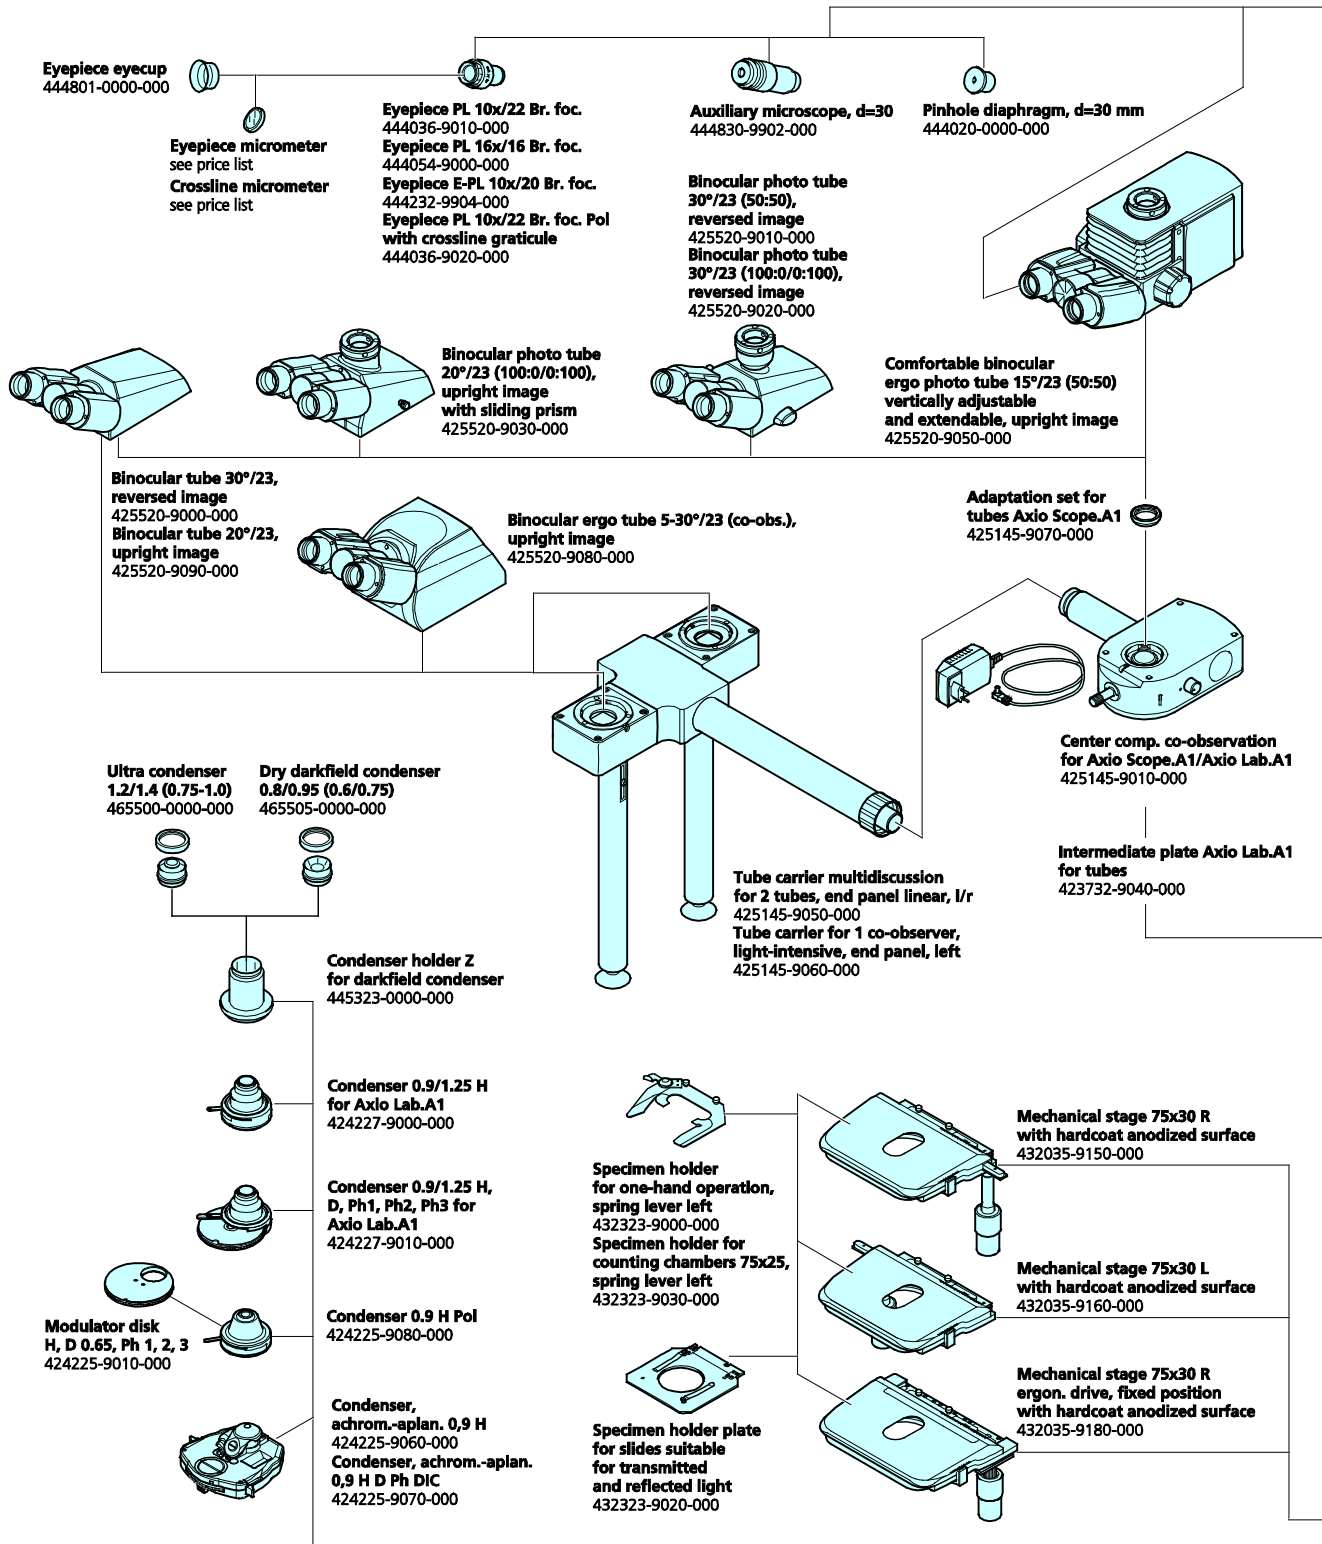 Eyepiece eyecup
444801-0000-000
Eyepiece micrometer
see price list
Crossline micrometer
see price list
Eyepiece PL 10x/22 Br. foc.
444036-9010-000
Eyepiece PL 16x/16 Br. foc.
444054-9000-000
Eyepiece E-PL 10x/20 Br. foc.
444232-9904-000
Eyepiece PL 10x/22 Br. foc. Pol
with crossline graticule
444036-9020-000
Auxiliary microscope, d=30
444830-9902-000
Pinhole diaphragm, d=30 mm
444020-0000-000
Binocular photo tube
30°/23 (50:50),
reversed image
425520-9010-000
Binocular photo tube
30°/23 (100:0/0:100),
reversed image
425520-9020-000
Binocular photo tube
20°/23 (100:0/0:100),
upright image
with sliding prism
425520-9030-000
Comfortable binocular
ergo photo tube 15°/23 (50:50)
vertically adjustable
and extendable, upright image
425520-9050-000
Binocular tube 30°/23,
reversed image
425520-9000-000
Binocular tube 20°/23,
upright image
425520-9090-000
Binocular ergo tube 5-30°/23 (co-obs.),
upright image
425520-9080-000
Adaptation set for
tubes Axio Scope.A1
425145-9070-000
Center comp. co-observation
for Axio Scope.A1/Axio Lab.A1
425145-9010-000
Intermediate plate Axio Lab.A1
for tubes
423732-9040-000
Ultra condenser
1.2/1.4 (0.75-1.0)
465500-0000-000
Dry darkfield condenser
0.8/0.95 (0.6/0.75)
465505-0000-000
Tube carrier multidiscussion
for 2 tubes, end panel linear, l/r
425145-9050-000
Tube carrier for 1 co-observer,
light-intensive, end panel, left
425145-9060-000
Condenser holder Z
for darkfield condenser
445323-0000-000
Condenser 0.9/1.25 H
for Axio Lab.A1
424227-9000-000
Condenser 0.9/1.25 H,
D, Ph1, Ph2, Ph3 for
Axio Lab.A1
424227-9010-000
Modulator disk
H, D 0.65, Ph 1, 2, 3
424225-9010-000
Condenser 0.9 H Pol
424225-9080-000
Condenser,
achrom.-aplan. 0,9 H
424225-9060-000
Condenser, achrom.-aplan.
0,9 H D Ph DIC
424225-9070-000
Specimen holder
for one-hand operation,
spring lever left
432323-9000-000
Specimen holder for
counting chambers 75x25,
spring lever left
432323-9030-000
Specimen holder plate
for slides suitable
for transmitted
and reflected light
432323-9020-000
Mechanical stage 75x30 R
with hardcoat anodized surface
432035-9150-000
Mechanical stage 75x30 L
with hardcoat anodized surface
432035-9160-000
Mechanical stage 75x30 R
ergon. drive, fixed position
with hardcoat anodized surface
432035-9180-000